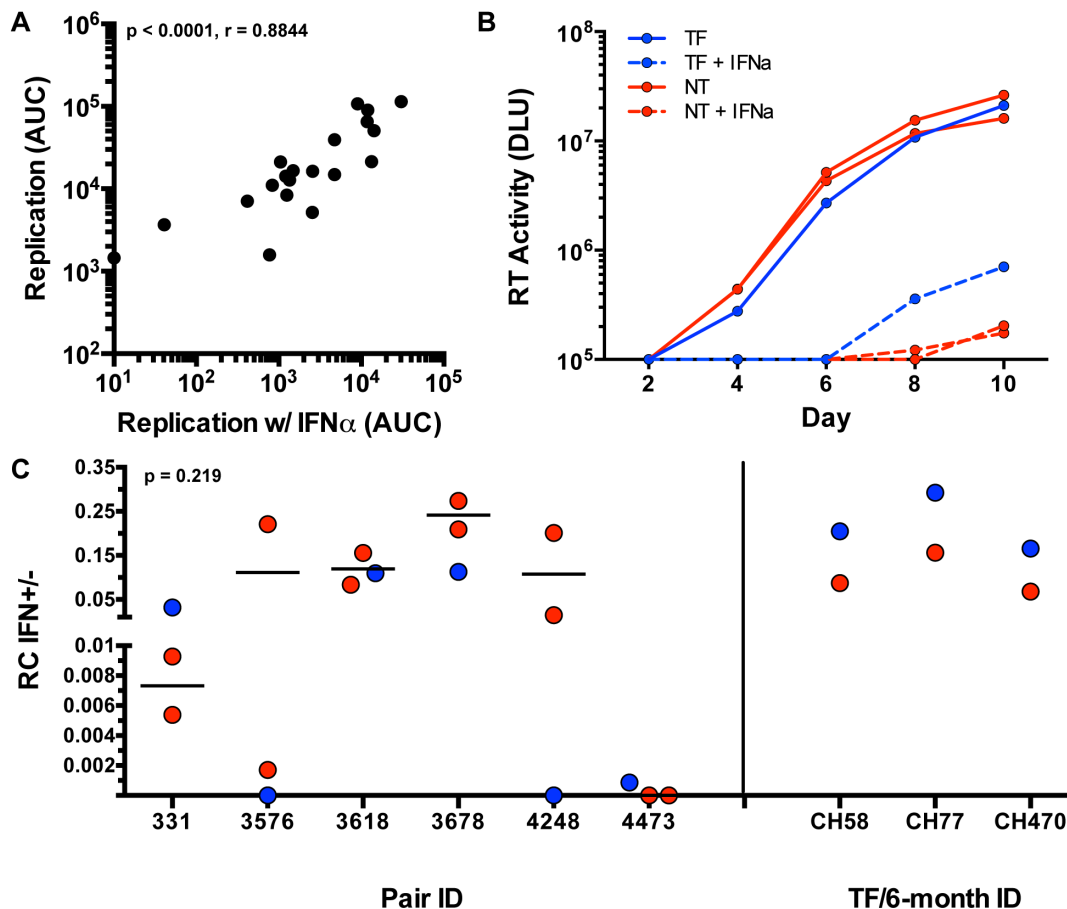 A
p < 0.0001, r = 0.8844
Replication (AUC)
10^6
10^5
10^4
10^3
10^2
10^1
10^2
10^3
10^4
10^5
Replication w/ IFNα (AUC)
B
TF
TF + IFNa
NT
NT + IFNa
RT Activity (DLU)
10^8
10^7
10^6
10^5
2 4 6 8 10
Day
C
p = 0.219
RC IFN+/-
0.35
0.25
0.15
0.05
0.01
0.008
0.006
0.004
0.002
331 3576 3618 3678 4248 4473 CH58 CH77 CH470
Pair ID
TF/6-month ID